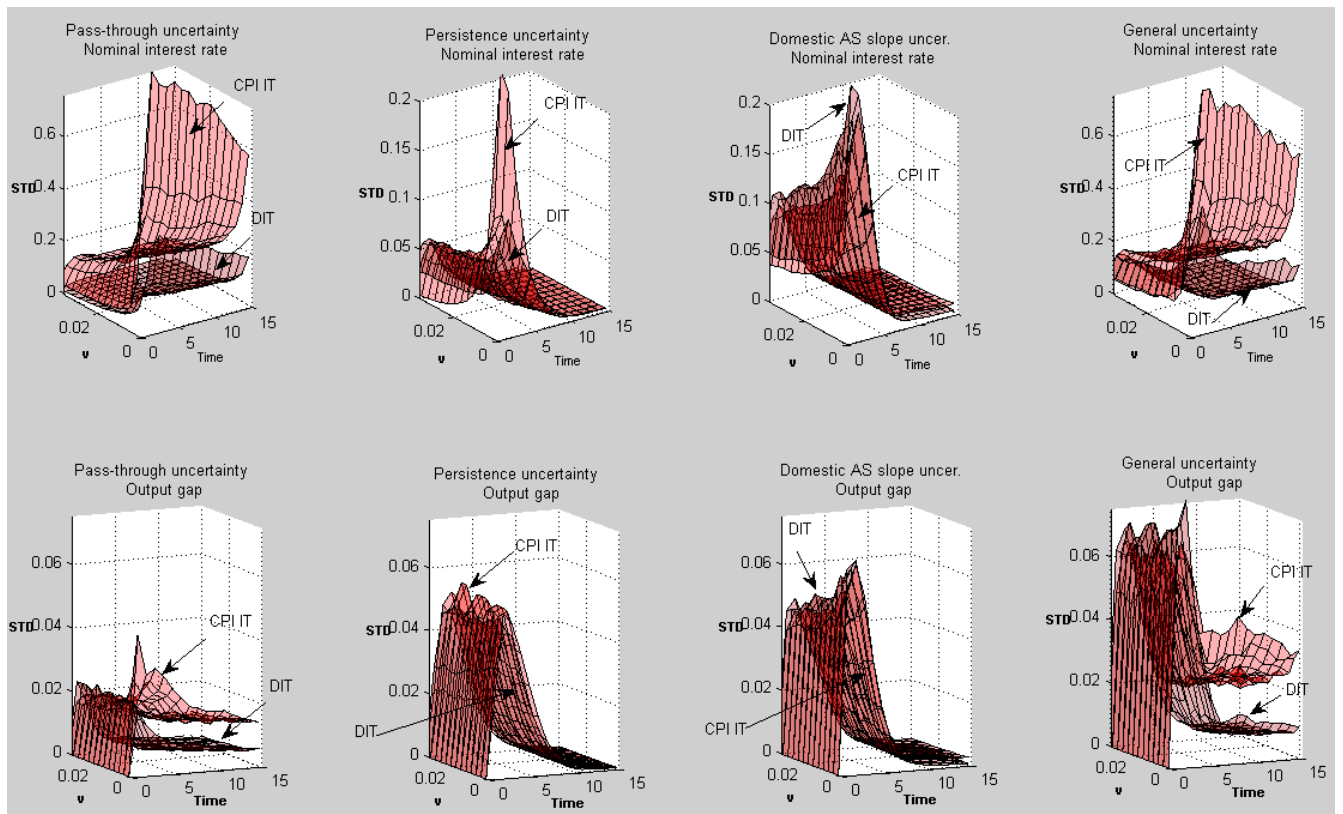 Pass-through uncertainty
Nominal interest rate
CPI IT
DIT
0.6
0.4
STD
0.2
0
0.02
0
0
5
10
15
υ
Time
Persistence uncertainty
Nominal interest rate
CPI IT
DIT
0.2
0.15
STD
0.1
0.05
0
0.02
0
0
5
10
15
υ
Time
Domestic AS slope uncer.
Nominal interest rate
DIT
CPI IT
0.2
0.15
STD
0.1
0.05
0
0.02
0
0
5
10
15
υ
Time
General uncertainty
Nominal interest rate
CPI IT
DIT
0.6
0.4
STD
0.2
0
0.02
0
0
5
10
15
υ
Time
Pass-through uncertainty
Output gap
CPI IT
DIT
0.06
STD
0.04
0.02
0
0.02
0
0
5
10
15
υ
Time
Persistence uncertainty
Output gap
CPI IT
DIT
0.06
STD
0.04
0.02
0
0.02
0
0
5
10
15
υ
Time
Domestic AS slope uncer.
Output gap
DIT
CPI IT
0.06
STD
0.04
0.02
0
0.02
0
0
5
10
15
υ
Time
General uncertainty
Output gap
CPI IT
DIT
0.06
STD
0.04
0.02
0
0.02
0
0
5
10
15
υ
Time